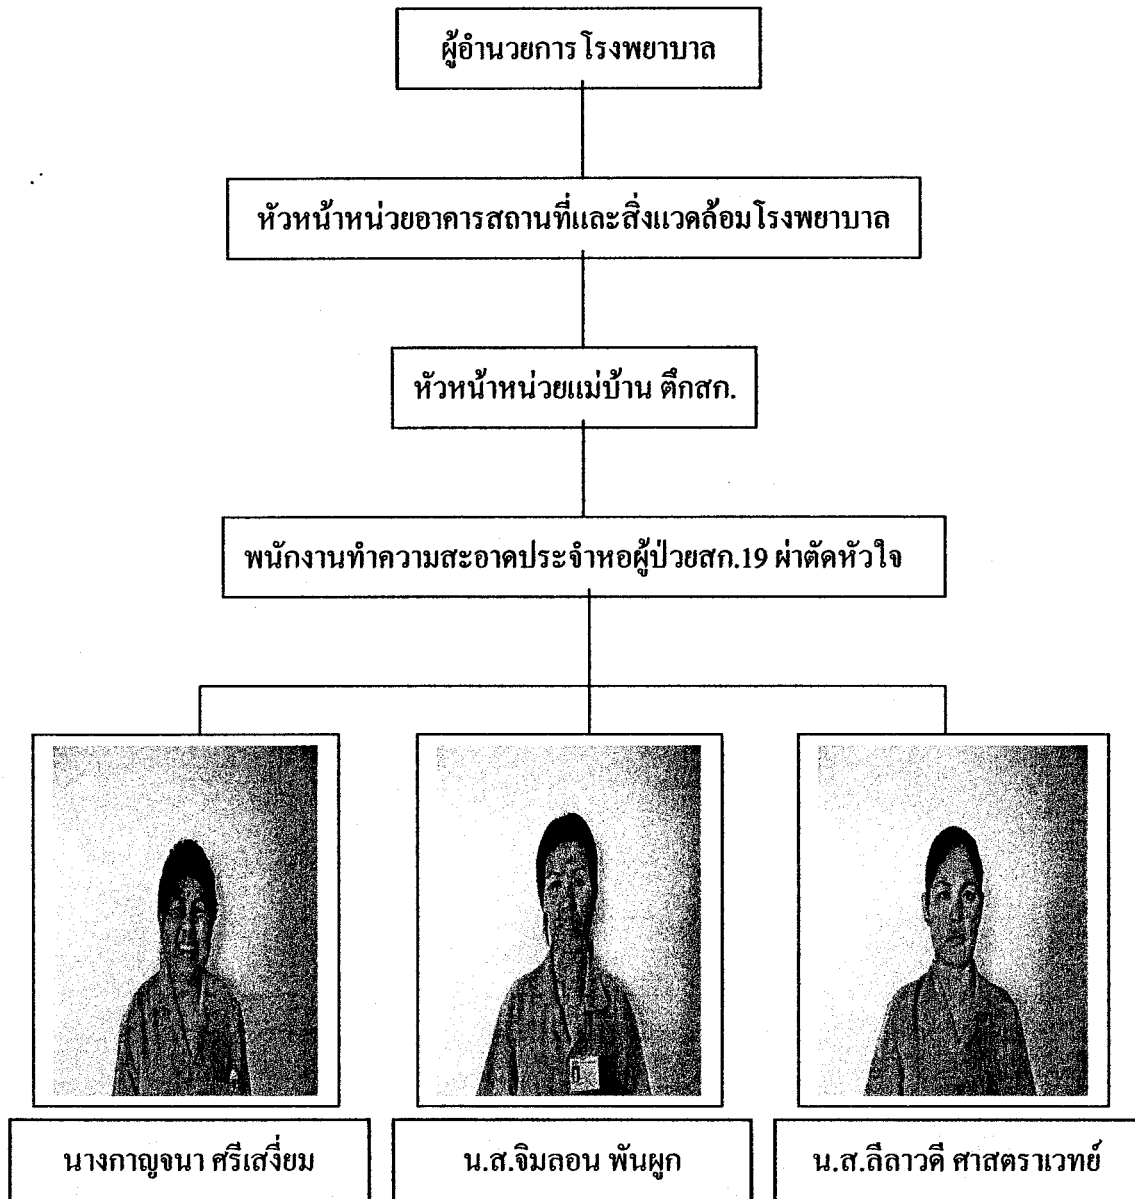 ผู้อำนวยการโรงพยาบาล
หัวหน้าหน่วยอาคารสถานที่และสิ่งแวดล้อมโรงพยาบาล
หัวหน้าหน่วยแม่บ้าน ตึกสก.
พนักงานทำความสะอาดประจำหอผู้ป่วยสก.19 ผ่าตัดหัวใจ
นางกาญจนา ศรีเสงี่ยม
น.ส.จิมลอน พันผูก
น.ส.ลีลาวดี ศาสตราเวทย์